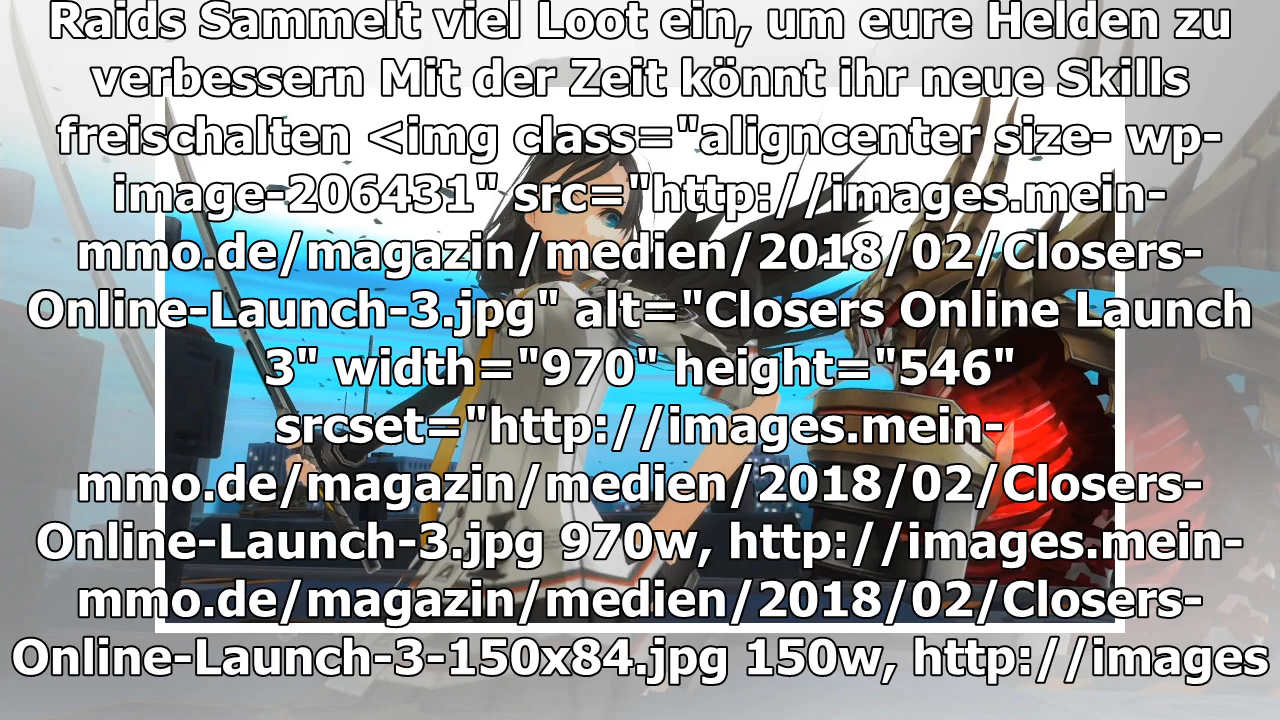 Raids Sammelt viel Loot ein, um eure Helden zu
verbessern Mit der Zeit könnt ihr neue Skills
freischalten <img class="aligncenter size- wp-
image-206431" src="http://images.mein-
mmo.de/magazin/medien/2018/02/Closers-
Online-Launch-3.jpg" alt="Closers Online Launch
3" width="970" height="546"
srcset="http://images.mein-
mmo.de/magazin/medien/2018/02/Closers-
Online-Launch-3.jpg 970w, http://images.mein-
mmo.de/magazin/medien/2018/02/Closers-
Online-Launch-3-150x84.jpg 150w, http://images